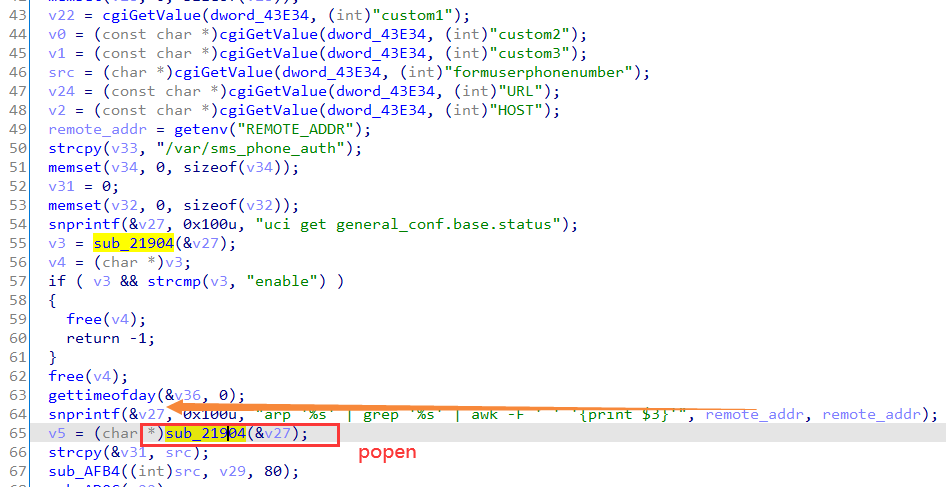 43 v22 = cgiGetValue(dword_43E34, (int)"custom1");
44 v0 = (const char *)cgiGetValue(dword_43E34, (int)"custom2");
45 v1 = (const char *)cgiGetValue(dword_43E34, (int)"custom3");
46 src = (char *)cgiGetValue(dword_43E34, (int)"formuserphonenumber");
47 v24 = (const char *)cgiGetValue(dword_43E34, (int)"URL");
48 v2 = (const char *)cgiGetValue(dword_43E34, (int)"HOST");
49 remote_addr = getenv("REMOTE_ADDR");
50 strcpy(v33, "/var/sms_phone_auth");
51 memset(v34, 0, sizeof(v34));
52 v31 = 0;
53 memset(v32, 0, sizeof(v32));
54 snprintf(&v27, 0x100u, "uci get general_conf.base.status");
55 v3 = sub_21904(&v27);
56 v4 = (char *)v3;
57 if ( v3 && strcmp(v3, "enable") )
58 {
59 free(v4);
60 return -1;
61 }
62 free(v4);
63 gettimeofday(&v36, 0);
64 snprintf(&v27, 0x100u, "arp '%s' | grep '%s' | awk -F ' ' '{print $3}'", remote_addr, remote_addr);
65 v5 = (char *)sub_21904(&v27);
popen
66 strcpy(&v31, src);
67 sub_AFB4((int)src, v29, 80);